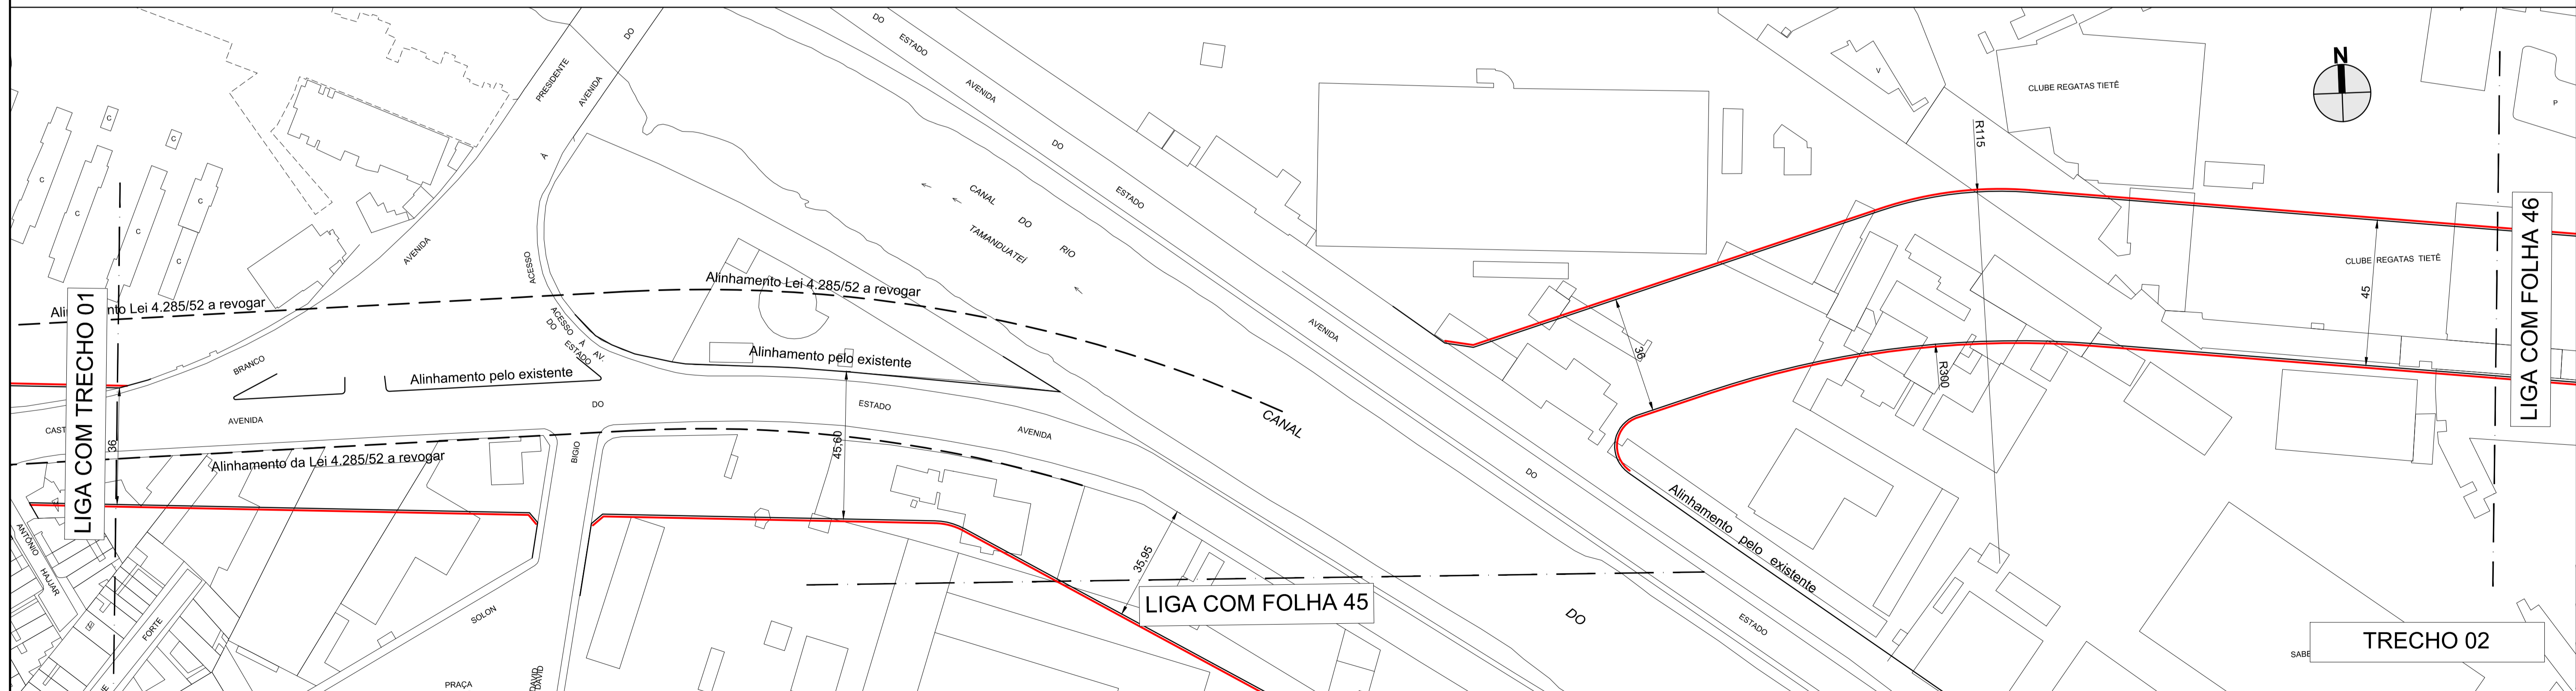 DO
ESTADO
AVENIDA
DO
ESTADO
AVENIDA
DO
ESTADO
PRESIDENTE
AVENIDA
DO
À
AVENIDA
ACESSO
ACESSO À AV.
DO ESTADO
C
C
C
C
C
C
C
CANAL DO RIO
TAMANDUATEÍ
V
CLUBE REGATAS TIETÊ
N
P
R115
LIGA COM FOLHA 46
CLUBE REGATAS TIETÊ
45
36
R300
Alinhamento Lei 4.285/52 a revogar
Alinhamento Lei 4.285/52 a revogar
LIGA COM TRECHO 01
36
BRANCO
Alinhamento pelo existente
Alinhamento pelo existente
AVENIDA
DO
ESTADO
AVENIDA
CANAL
DO
Alinhamento da Lei 4.285/52 a revogar
BIGIO
45,60
35,95
Alinhamento pelo existente
LIGA COM FOLHA 45
ANTÔNIO
HAJJAR
FORTE
SOLON
PRAÇA
DAVID
DAVID
TRECHO 02